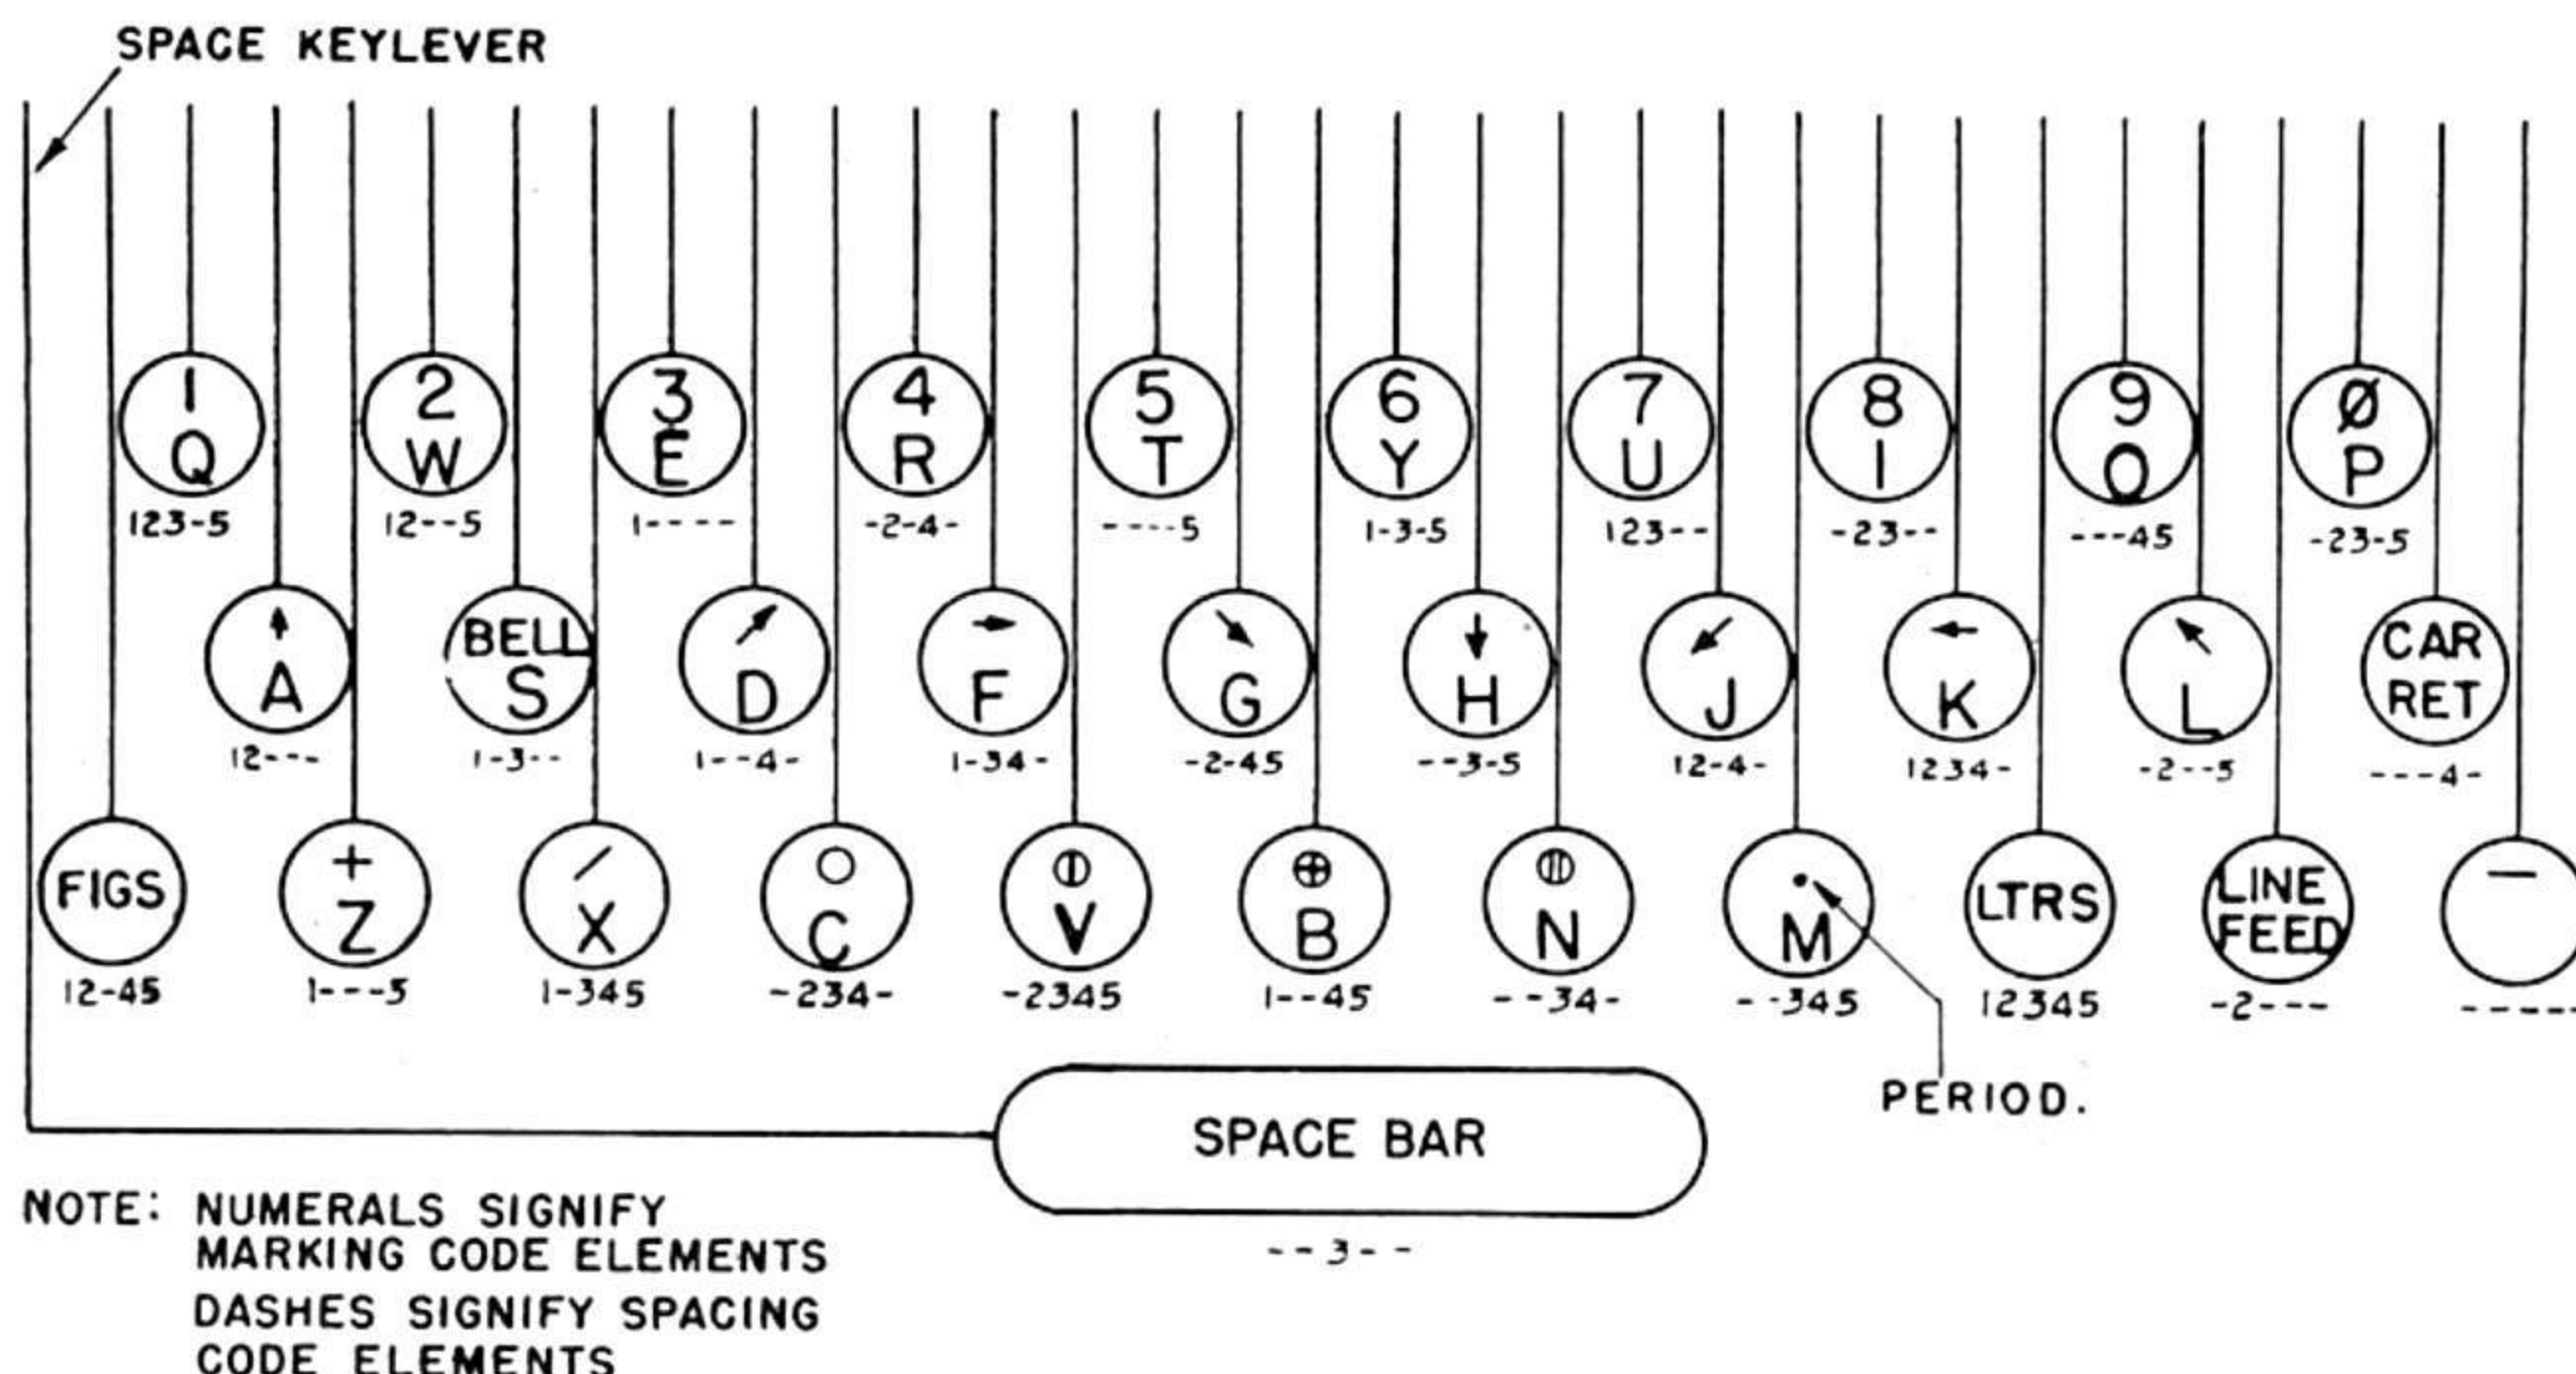 SPACE KEYLEVER
1 2 3 4 5 6 7 8 9 Ø
Q W E R T Y U I O P
123-5 12--5 1---- -2-4- ----5 1-3-5 123-- -23-- ---45 -23-5
↑ BELL ↗ → ↘ ↓ ↙ ← ↖ CAR
A S D F G H J K L RET
12--- 1-3-- 1--4- 1-34- -2-45 --3-5 12-4- 1234- -2--5 ---4-
FIGS + / ○ ⦶ ⊕ . LTRS LINE —
Z X C V B N M FEED
12-45 1---5 1-345 -234- -2345 1--45 --34- --345 12345 -2--- -----
PERIOD.
SPACE BAR
--3--
NOTE: NUMERALS SIGNIFY
MARKING CODE ELEMENTS
DASHES SIGNIFY SPACING
CODE ELEMENTS